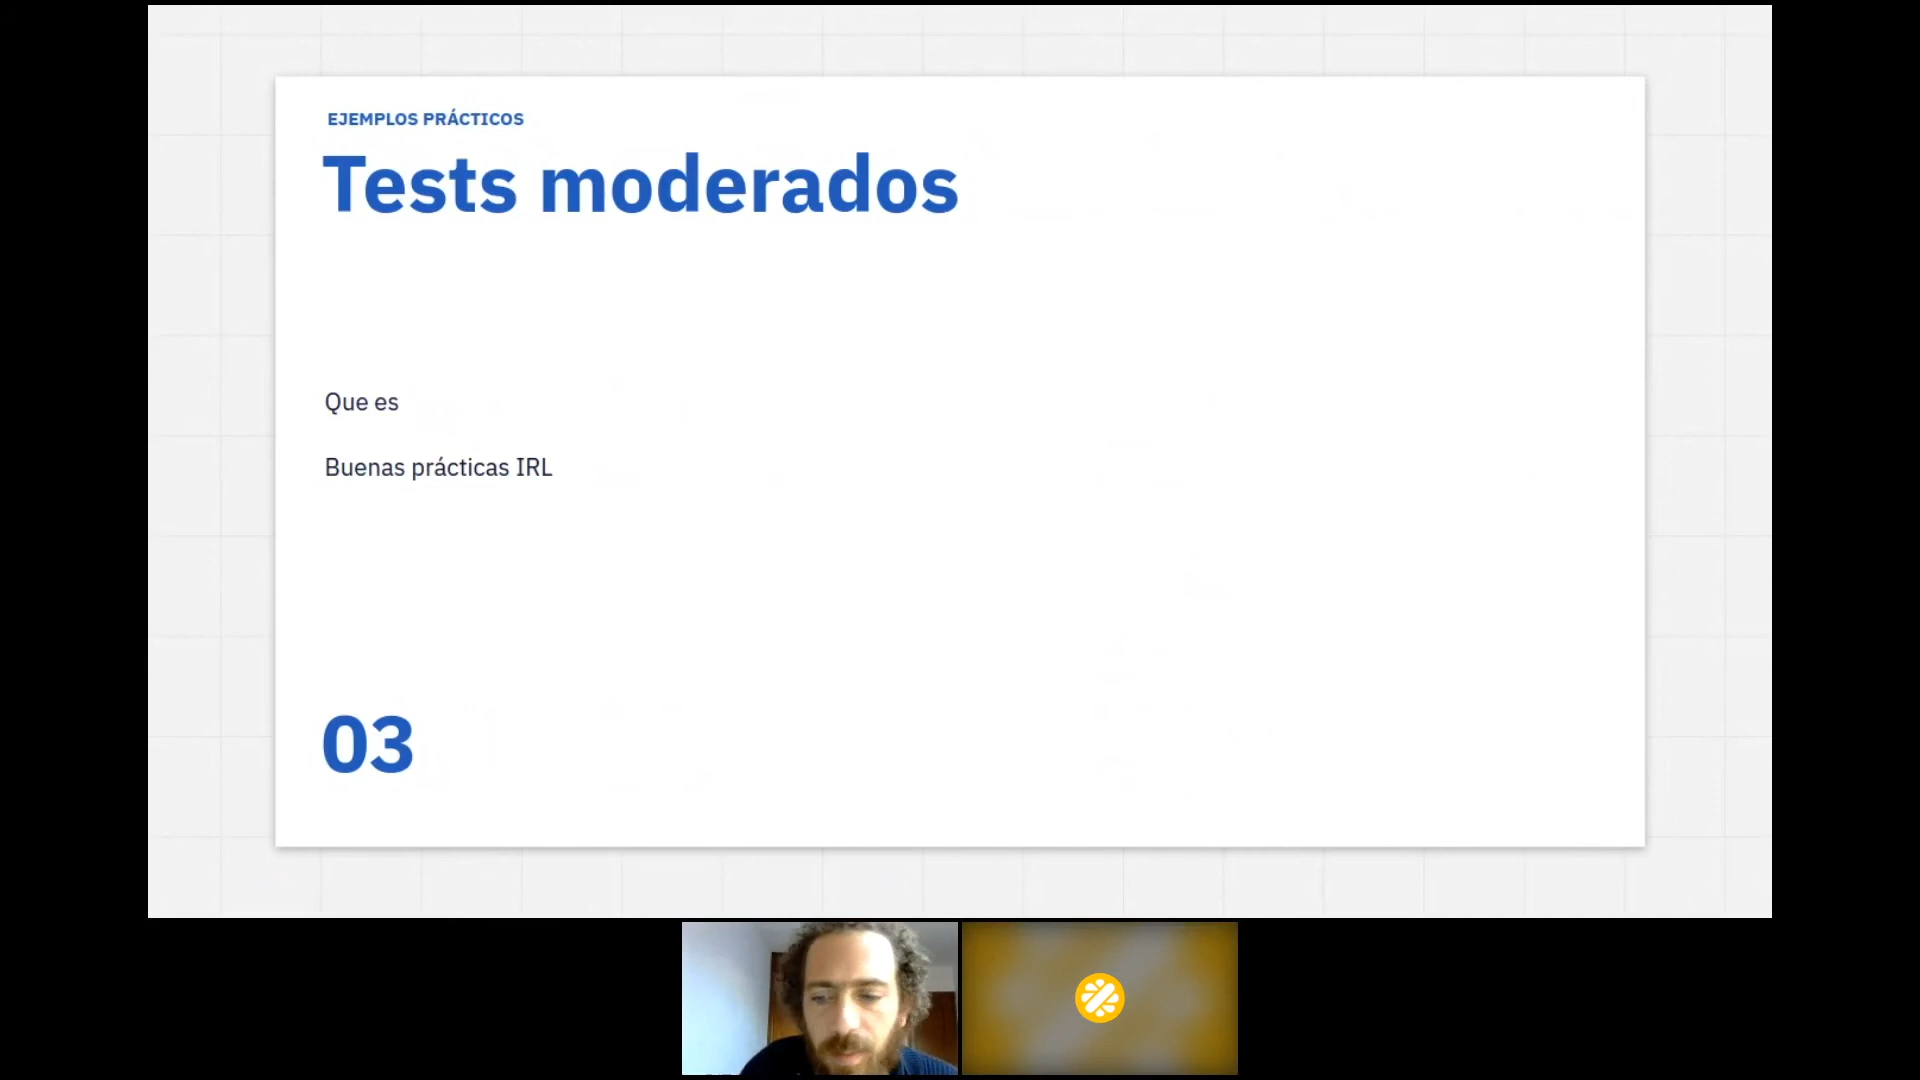 EJEMPLOS PRÁCTICOS
Tests moderados
Que es
Buenas prácticas IRL
03